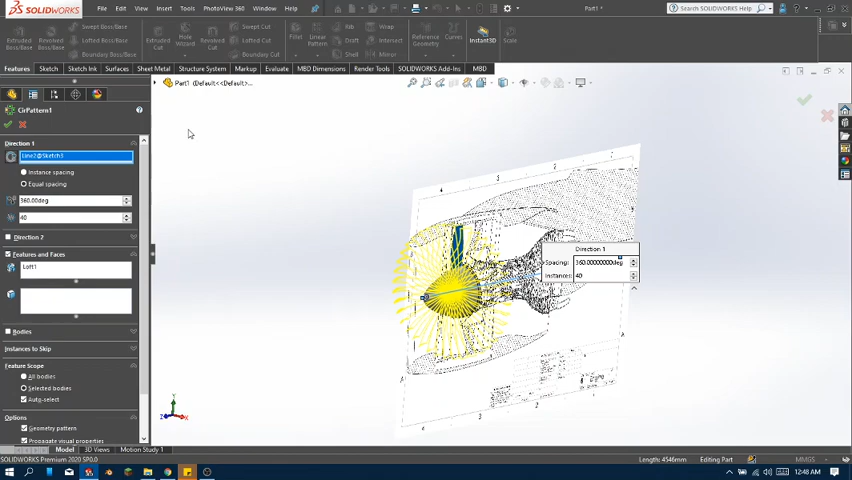 SOLIDWORKS File Edit View Insert Tools PhotoView 360 Window Help Part1 *
Extruded Boss/Base Revolved Boss/Base Swept Boss/Base Lofted Boss/Base Boundary Boss/Base Extruded Cut Hole Wizard Revolved Cut Swept Cut Lofted Cut Boundary Cut Fillet Linear Pattern Rib Draft Shell Wrap Intersect Mirror Reference Geometry Curves Instant3D Scale
Features Sketch Sketch Ink Surfaces Sheet Metal Structure System Markup Evaluate MBD Dimensions Render Tools SOLIDWORKS Add-Ins MBD
Part1 (Default<<Default>...
CirPattern1
Direction 1
Line2@Sketch3
Instance spacing
Equal spacing
360.00deg
40
Direction 2
Features and Faces
Loft1
Bodies
Instances to Skip
Feature Scope
All bodies
Selected bodies
Auto-select
Options
Geometry pattern
Propagate visual properties
Direction 1
Spacing: 360.00000000deg
Instances: 40
Y
Z X
Model 3D Views Motion Study 1
SOLIDWORKS Premium 2020 SP0.0 Length: 4546mm Editing Part MMGS
12:48 AM